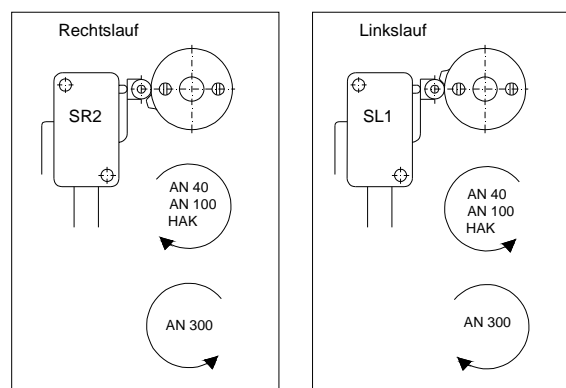 Rechtslauf
SR2
AN 40
AN 100
HAK
AN 300
Linkslauf
SL1
AN 40
AN 100
HAK
AN 300